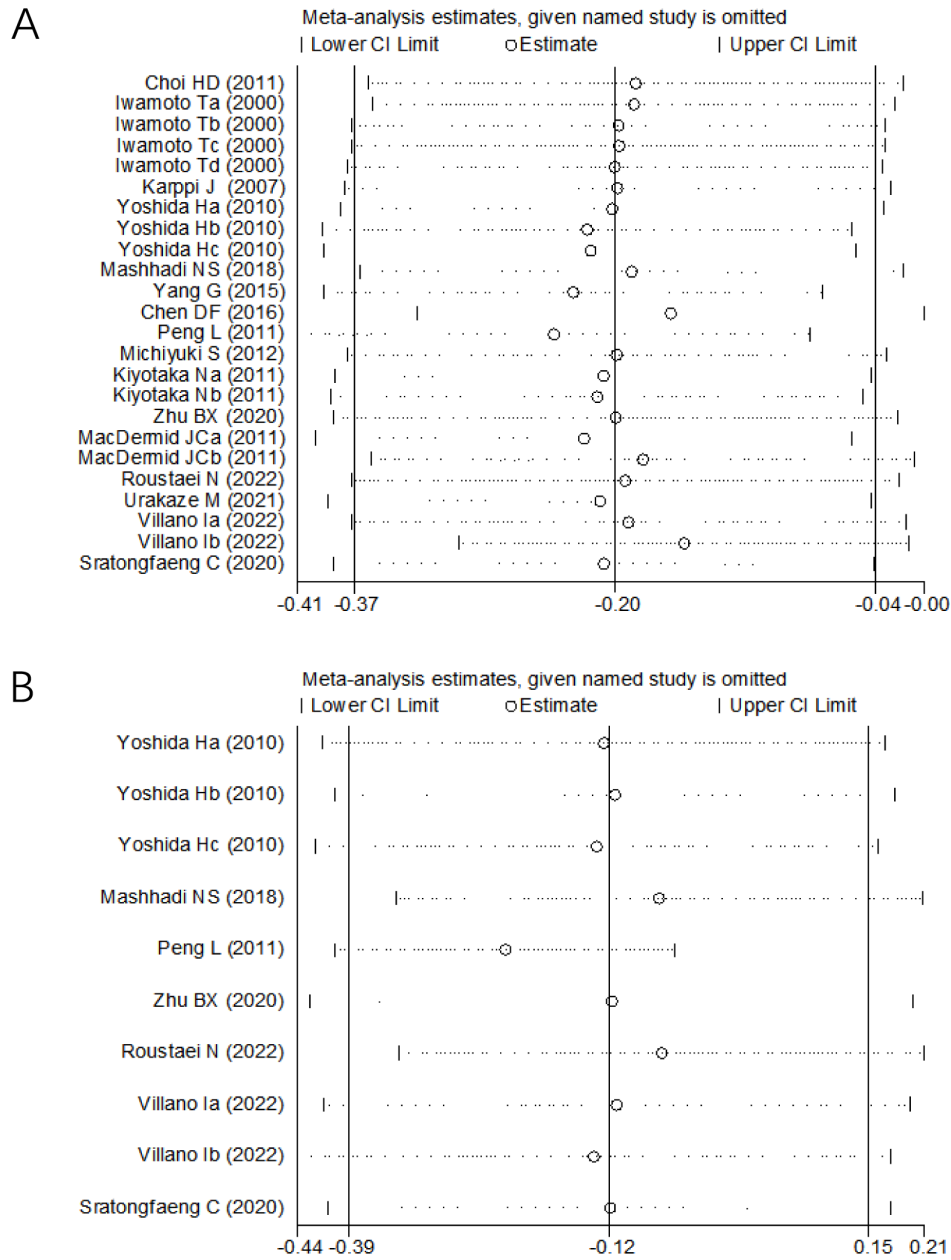 A
Meta-analysis estimates, given named study is omitted
| Lower CI Limit ○Estimate | Upper CI Limit
Choi HD (2011)
Iwamoto Ta (2000)
Iwamoto Tb (2000)
Iwamoto Tc (2000)
Iwamoto Td (2000)
Karppi J (2007)
Yoshida Ha (2010)
Yoshida Hb (2010)
Yoshida Hc (2010)
Mashhadi NS (2018)
Yang G (2015)
Chen DF (2016)
Peng L (2011)
Michiyuki S (2012)
Kiyotaka Na (2011)
Kiyotaka Nb (2011)
Zhu BX (2020)
MacDermid JCa (2011)
MacDermid JCb (2011)
Roustaei N (2022)
Urakaze M (2021)
Villano Ia (2022)
Villano Ib (2022)
Sratongfaeng C (2020)
-0.41 -0.37 -0.20 -0.04 -0.00
B
Meta-analysis estimates, given named study is omitted
| Lower CI Limit ○Estimate | Upper CI Limit
Yoshida Ha (2010)
Yoshida Hb (2010)
Yoshida Hc (2010)
Mashhadi NS (2018)
Peng L (2011)
Zhu BX (2020)
Roustaei N (2022)
Villano Ia (2022)
Villano Ib (2022)
Sratongfaeng C (2020)
-0.44 -0.39 -0.12 0.15 0.21